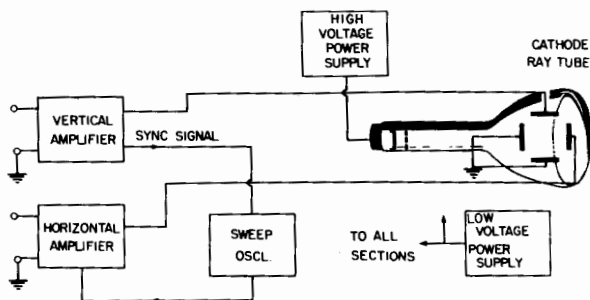 HIGH
VOLTAGE
POWER
SUPPLY
CATHODE
RAY TUBE
VERTICAL
AMPLIFIER
SYNC SIGNAL
HORIZONTAL
AMPLIFIER
SWEEP
OSCL.
TO ALL
SECTIONS
LOW
VOLTAGE
POWER
SUPPLY